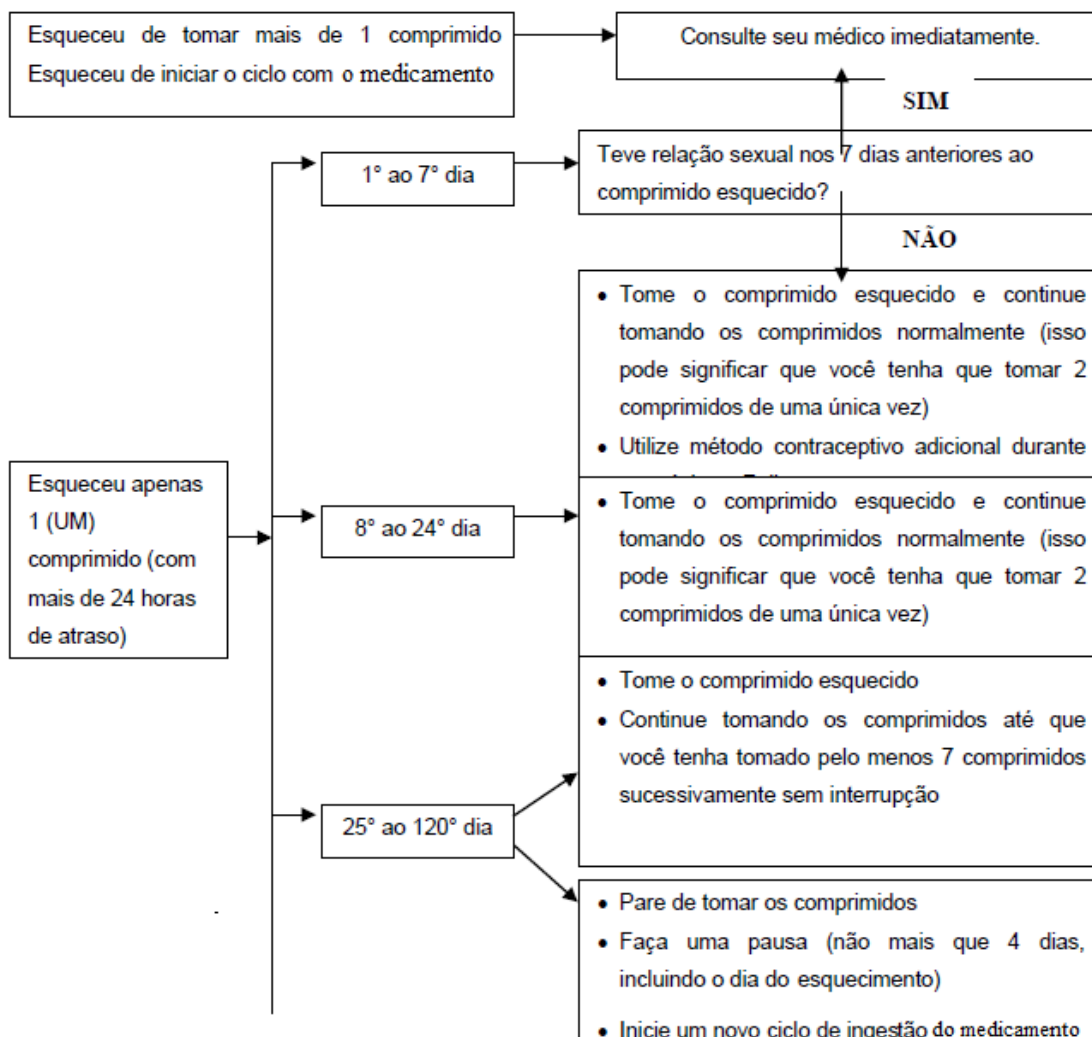 Esqueceu de tomar mais de 1 comprimido
Esqueceu de iniciar o ciclo com o medicamento
Consulte seu médico imediatamente.
SIM
1° ao 7° dia
Teve relação sexual nos 7 dias anteriores ao
comprimido esquecido?
NÃO
• Tome o comprimido esquecido e continue
tomando os comprimidos normalmente (isso
pode significar que você tenha que tomar 2
comprimidos de uma única vez)
• Utilize método contraceptivo adicional durante
Esqueceu apenas
1 (UM)
comprimido (com
mais de 24 horas
de atraso)
8° ao 24° dia
• Tome o comprimido esquecido e continue
tomando os comprimidos normalmente (isso
pode significar que você tenha que tomar 2
comprimidos de uma única vez)
25° ao 120° dia
• Tome o comprimido esquecido
• Continue tomando os comprimidos até que
você tenha tomado pelo menos 7 comprimidos
sucessivamente sem interrupção
• Pare de tomar os comprimidos
• Faça uma pausa (não mais que 4 dias,
incluindo o dia do esquecimento)
• Inicie um novo ciclo de ingestão do medicamento